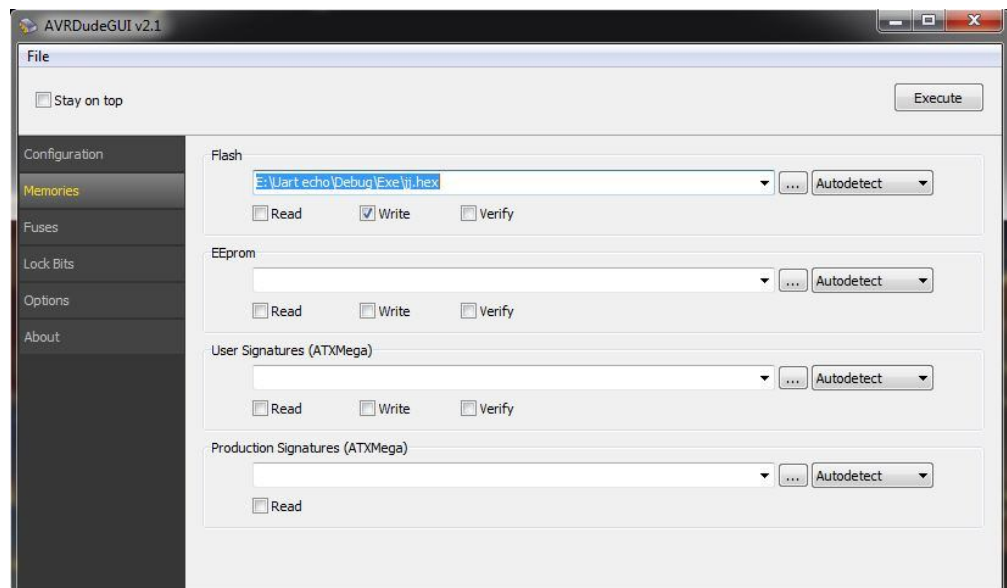 AVRDudeGUI v2.1
File
Stay on top
Execute
Configuration
Memories
Fuses
Lock Bits
Options
About
Flash
E:\Uart echo\Debug\Exe\jj.hex ... Autodetect
Read Write Verify
EEprom
... Autodetect
Read Write Verify
User Signatures (ATXMega)
... Autodetect
Read Write Verify
Production Signatures (ATXMega)
... Autodetect
Read